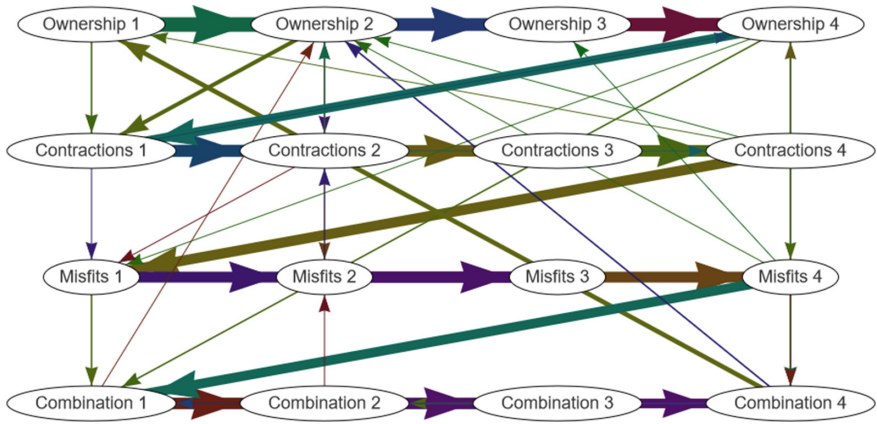 Ownership 1 Ownership 2 Ownership 3 Ownership 4
Contractions 1 Contractions 2 Contractions 3 Contractions 4
Misfits 1 Misfits 2 Misfits 3 Misfits 4
Combination 1 Combination 2 Combination 3 Combination 4